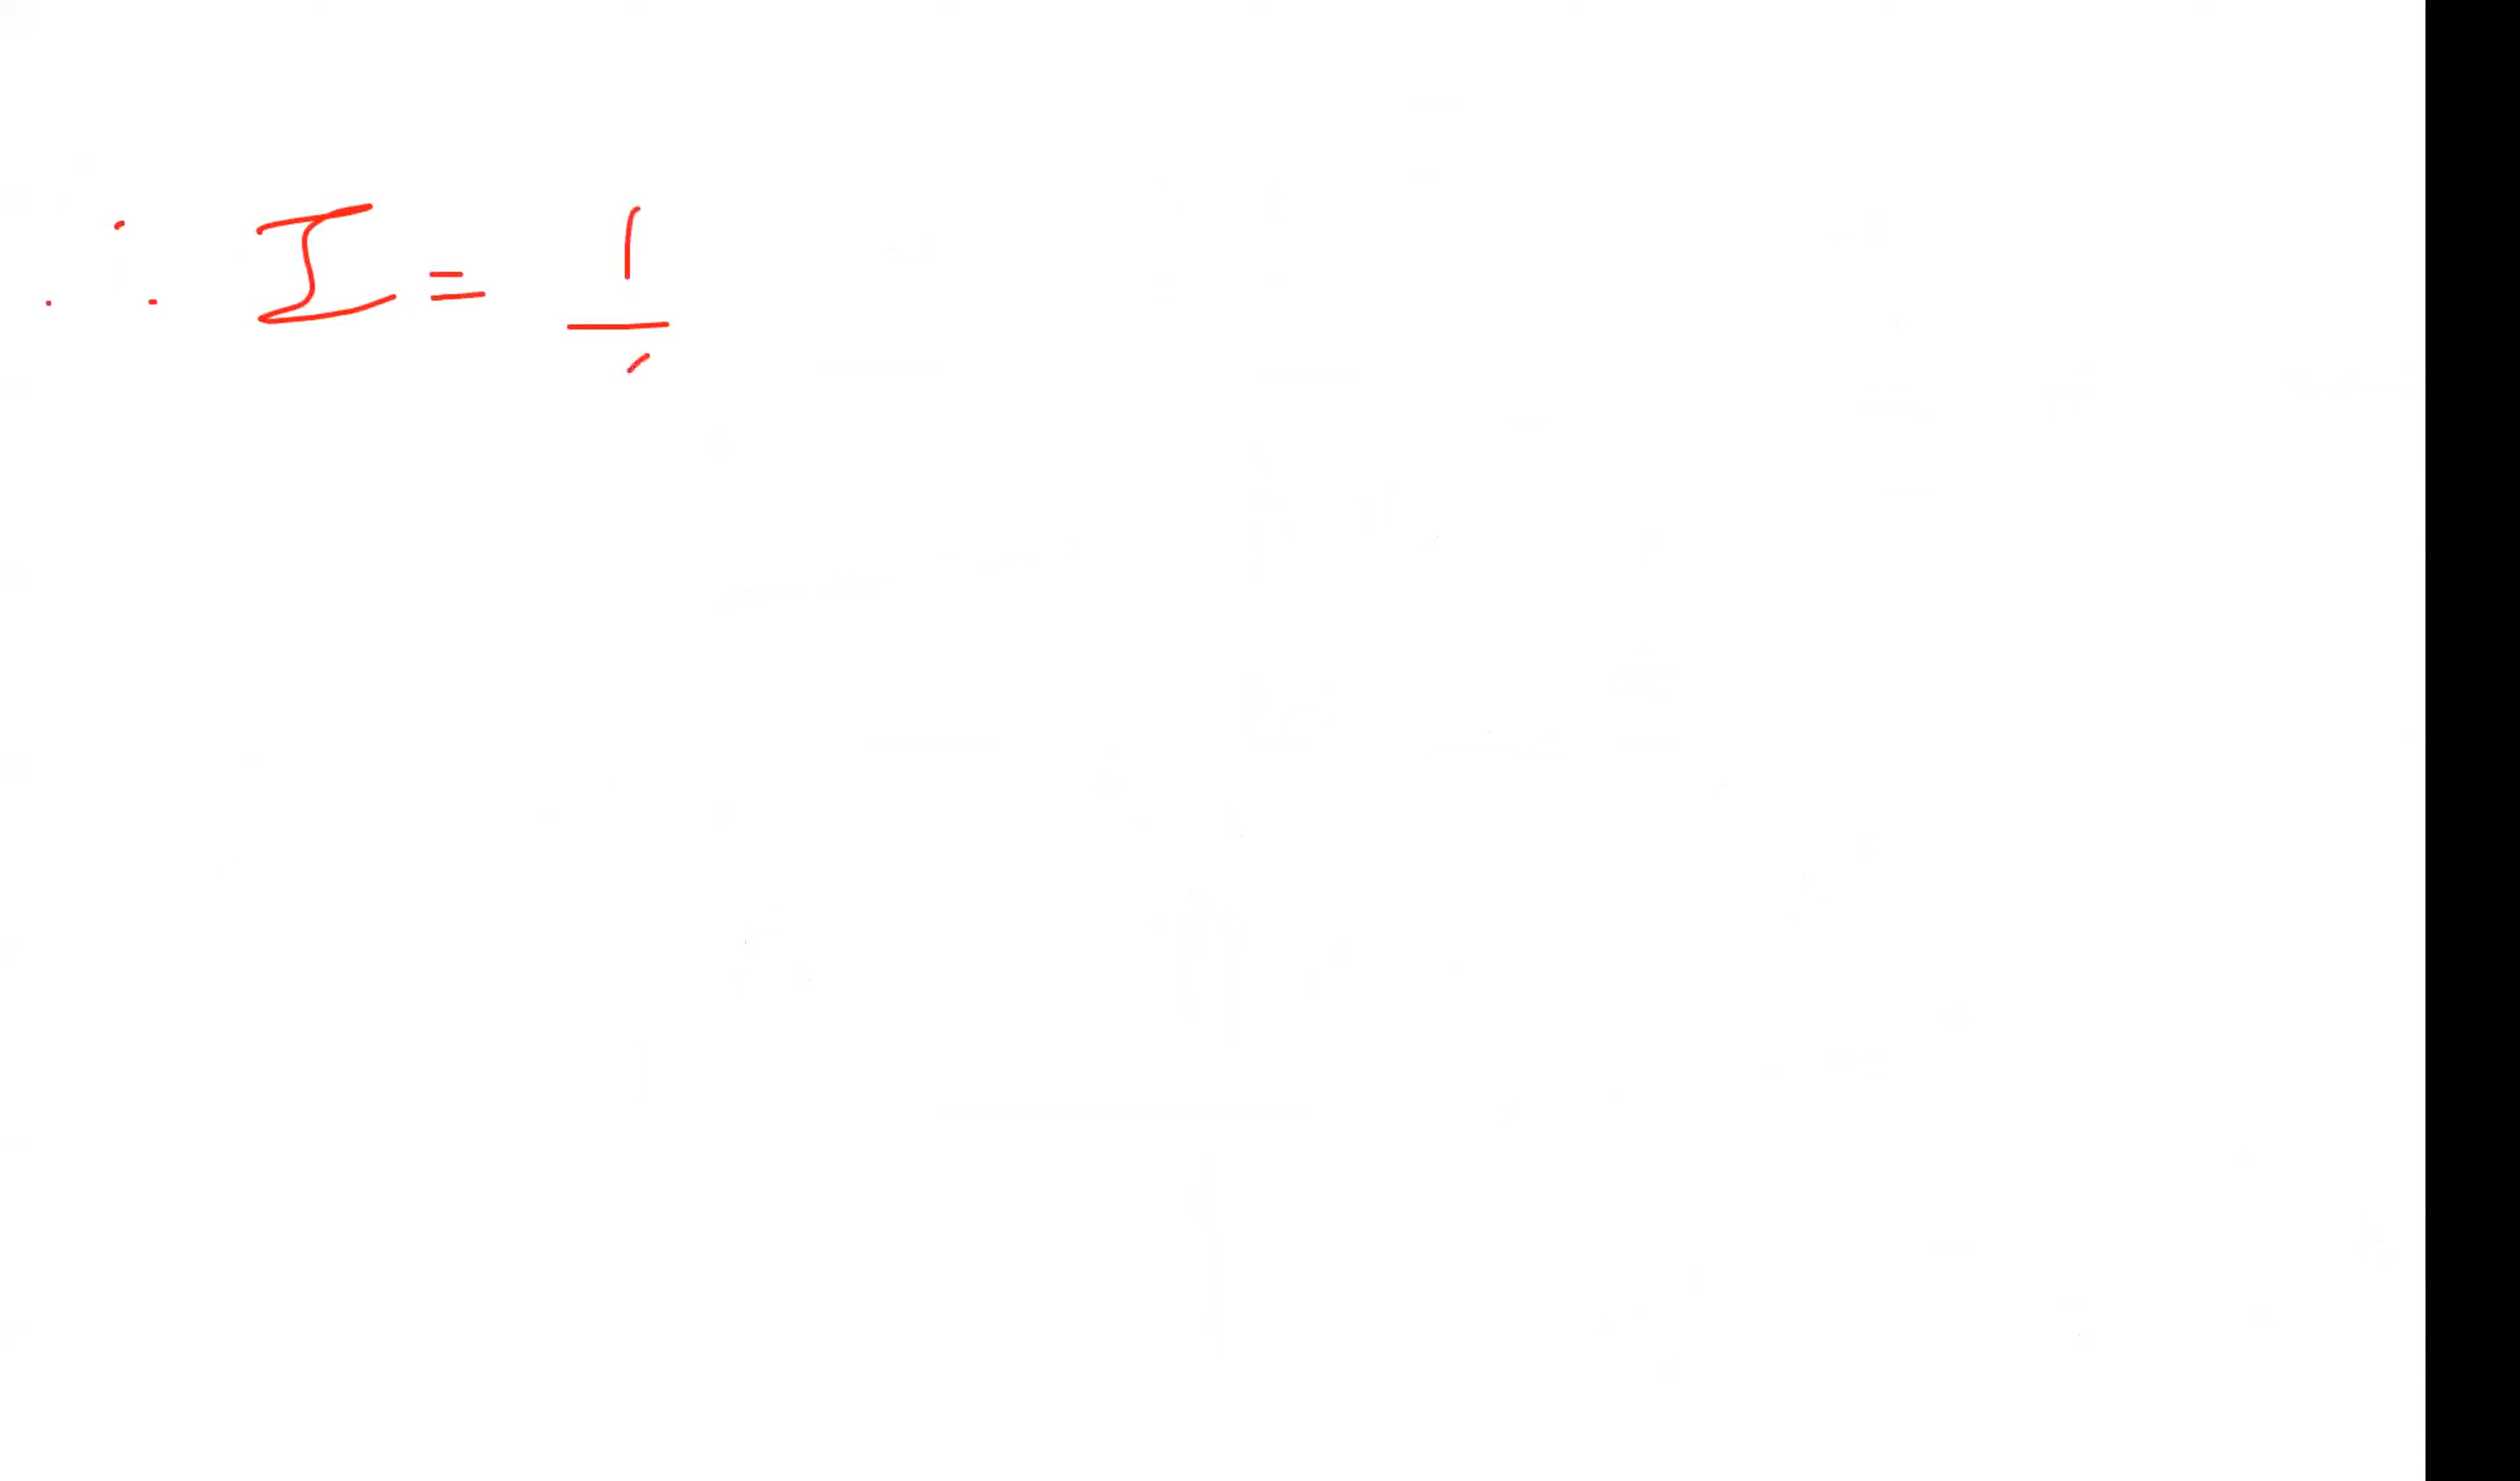 ∴ I = 1/